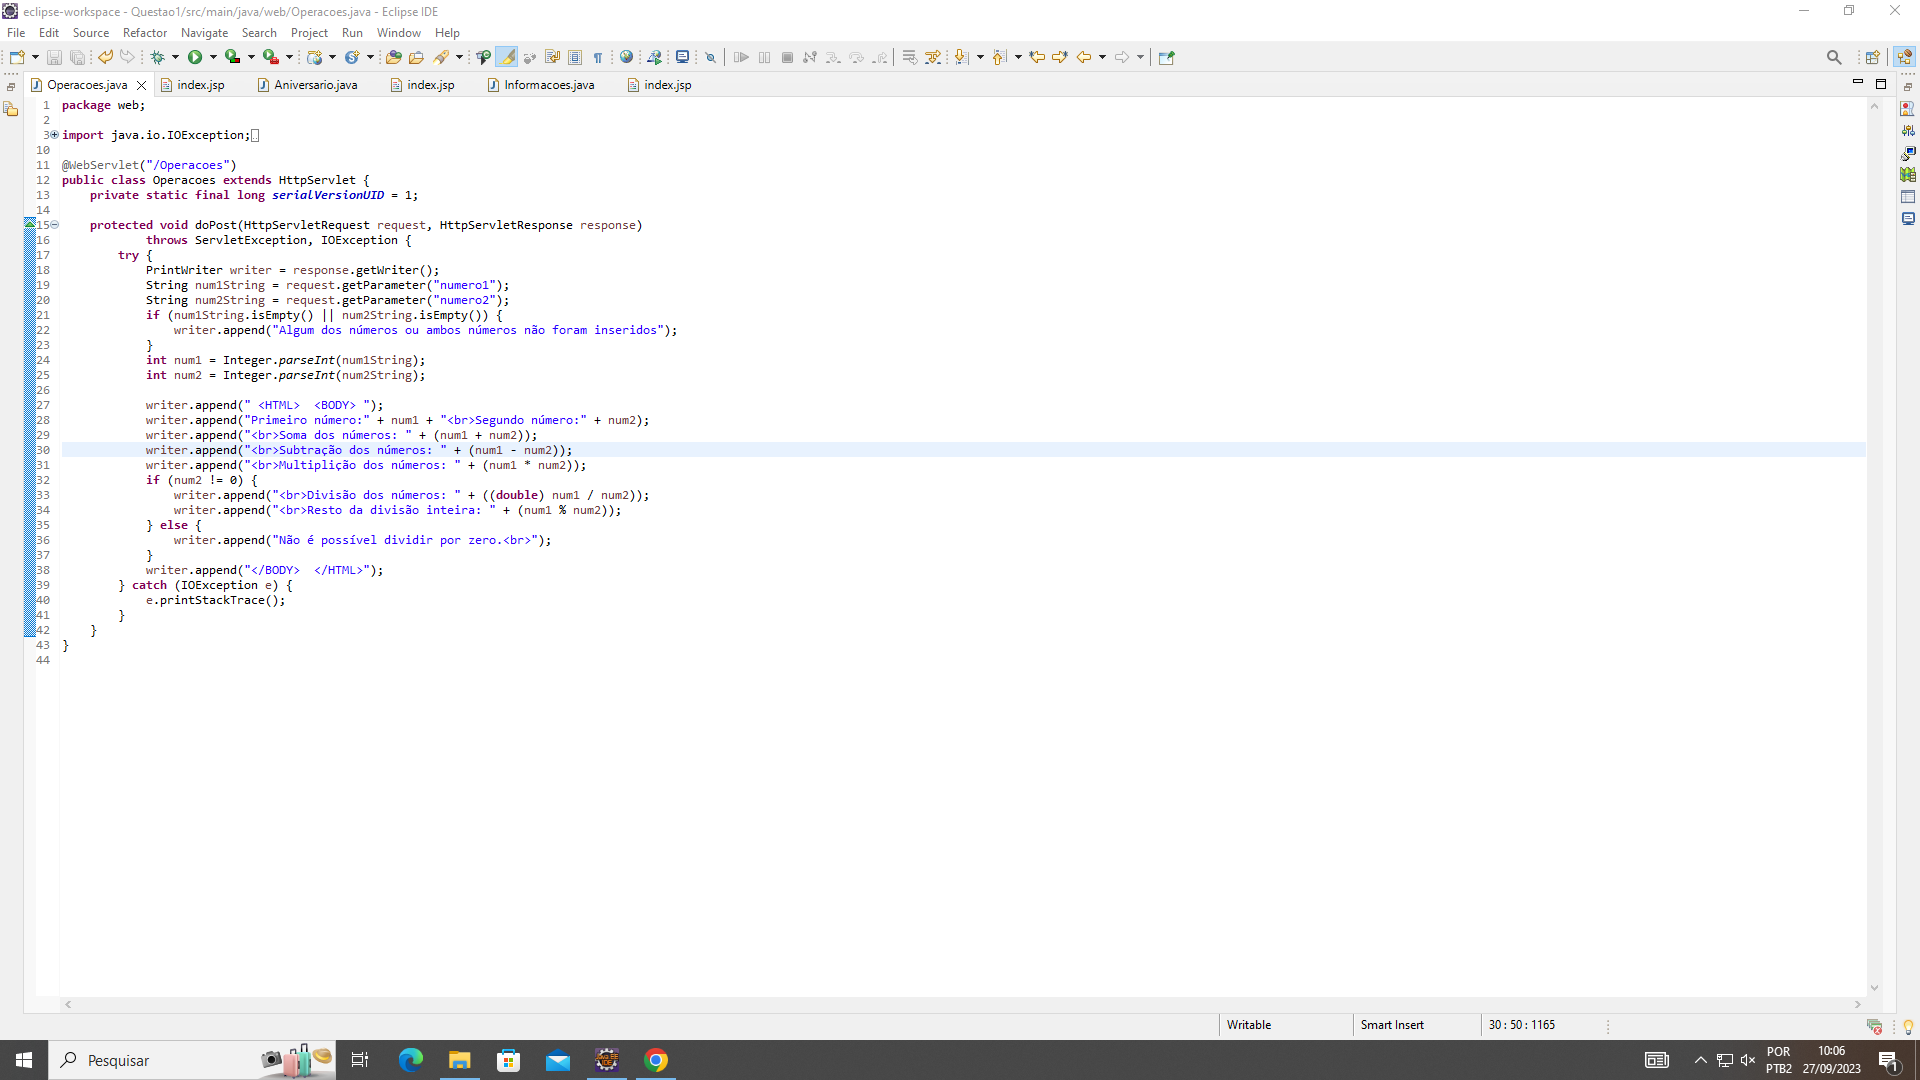 eclipse-workspace - Questao1/src/main/java/web/Operacoes.java - Eclipse IDE
File Edit Source Refactor Navigate Search Project Run Window Help
Operacoes.java index.jsp Aniversario.java index.jsp Informacoes.java index.jsp
1 package web;
2
3 import java.io.IOException;
10
11 @WebServlet("/Operacoes")
12 public class Operacoes extends HttpServlet {
13 private static final long serialVersionUID = 1;
14
15 protected void doPost(HttpServletRequest request, HttpServletResponse response)
16 throws ServletException, IOException {
17 try {
18 PrintWriter writer = response.getWriter();
19 String num1String = request.getParameter("numero1");
20 String num2String = request.getParameter("numero2");
21 if (num1String.isEmpty() || num2String.isEmpty()) {
22 writer.append("Algum dos números ou ambos números não foram inseridos");
23 }
24 int num1 = Integer.parseInt(num1String);
25 int num2 = Integer.parseInt(num2String);
26
27 writer.append(" <HTML>  <BODY> ");
28 writer.append("Primeiro número:" + num1 + "<br>Segundo número:" + num2);
29 writer.append("<br>Soma dos números: " + (num1 + num2));
30 writer.append("<br>Subtração dos números: " + (num1 - num2));
31 writer.append("<br>Multiplição dos números: " + (num1 * num2));
32 if (num2 != 0) {
33 writer.append("<br>Divisão dos números: " + ((double) num1 / num2));
34 writer.append("<br>Resto da divisão inteira: " + (num1 % num2));
35 } else {
36 writer.append("Não é possível dividir por zero.<br>");
37 }
38 writer.append("</BODY>  </HTML>");
39 } catch (IOException e) {
40 e.printStackTrace();
41 }
42 }
43 }
44
Writable Smart Insert 30 : 50 : 1165
Pesquisar
POR 10:06
PTB2 27/09/2023
1